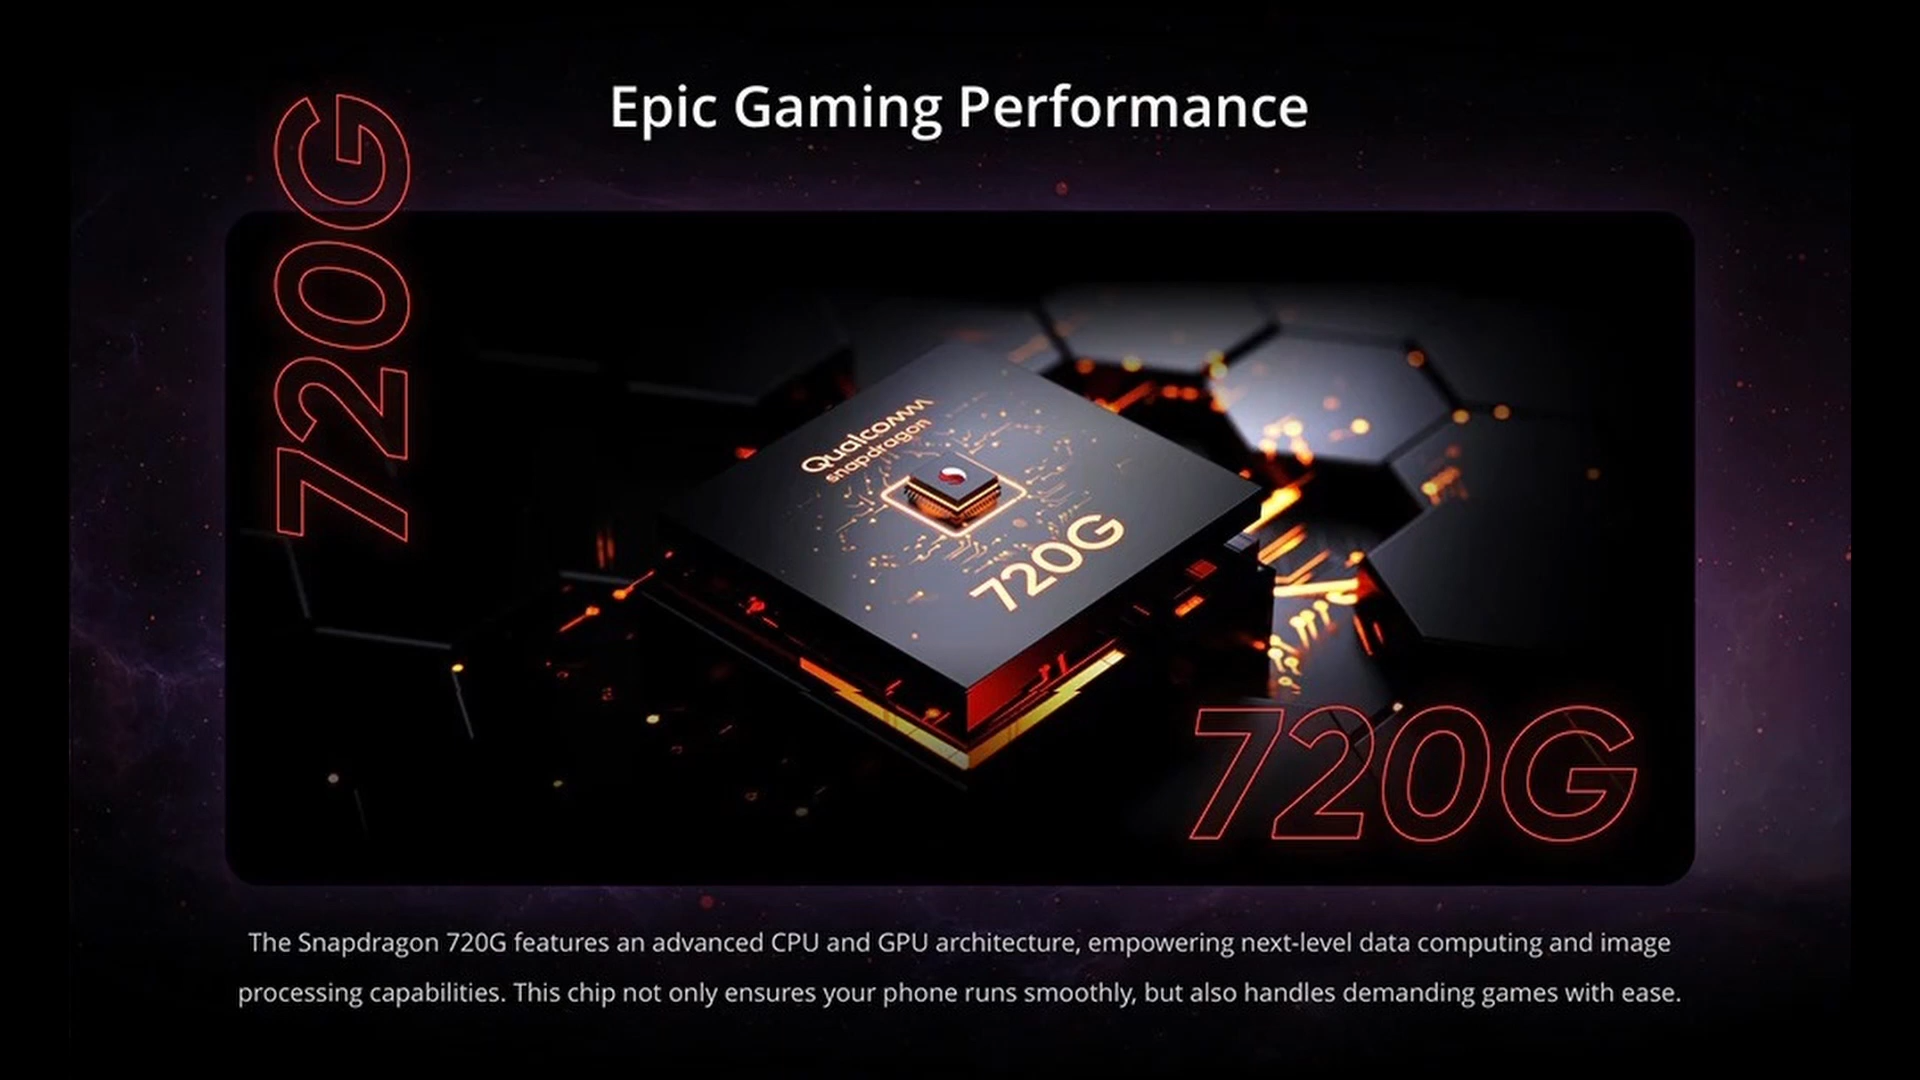 Epic Gaming Performance
720G
Qualcomm
snapdragon
720G
720G
The Snapdragon 720G features an advanced CPU and GPU architecture, empowering next-level data computing and image
processing capabilities. This chip not only ensures your phone runs smoothly, but also handles demanding games with ease.